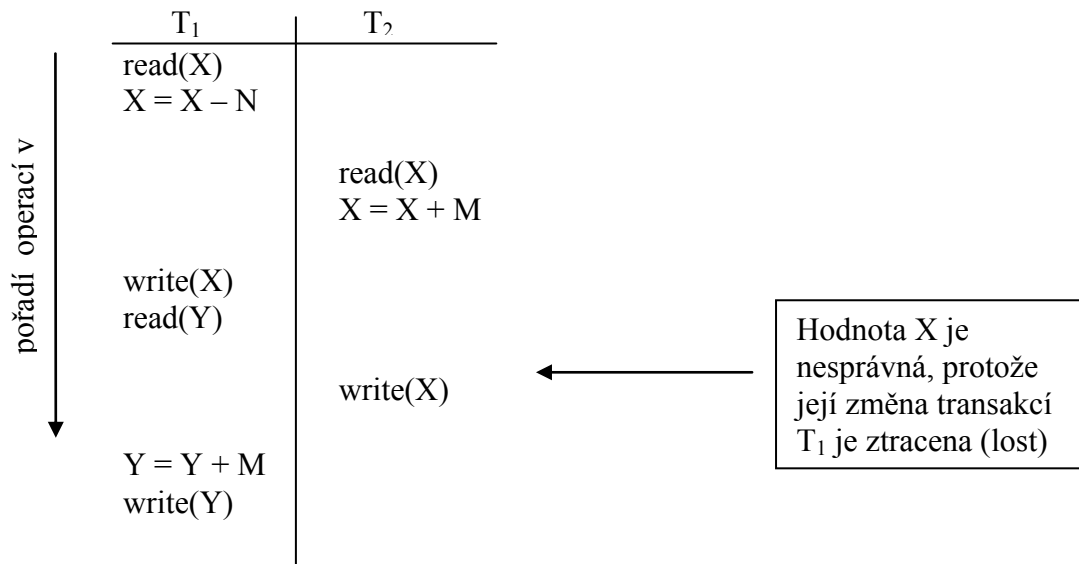 T₁
T₂
pořadí operací v
read(X)
X = X – N
read(X)
X = X + M
write(X)
read(Y)
write(X)
Hodnota X je
nesprávná, protože
její změna transakcí
T₁ je ztracena (lost)
Y = Y + M
write(Y)